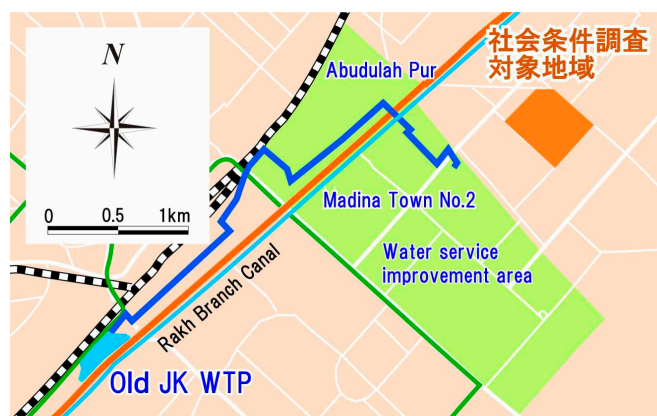 N
0 0.5 1km
Abudulah Pur
社会条件調査
対象地域
Madina Town No.2
Water service
improvement area
Rakh Branch Canal
Old JK WTP